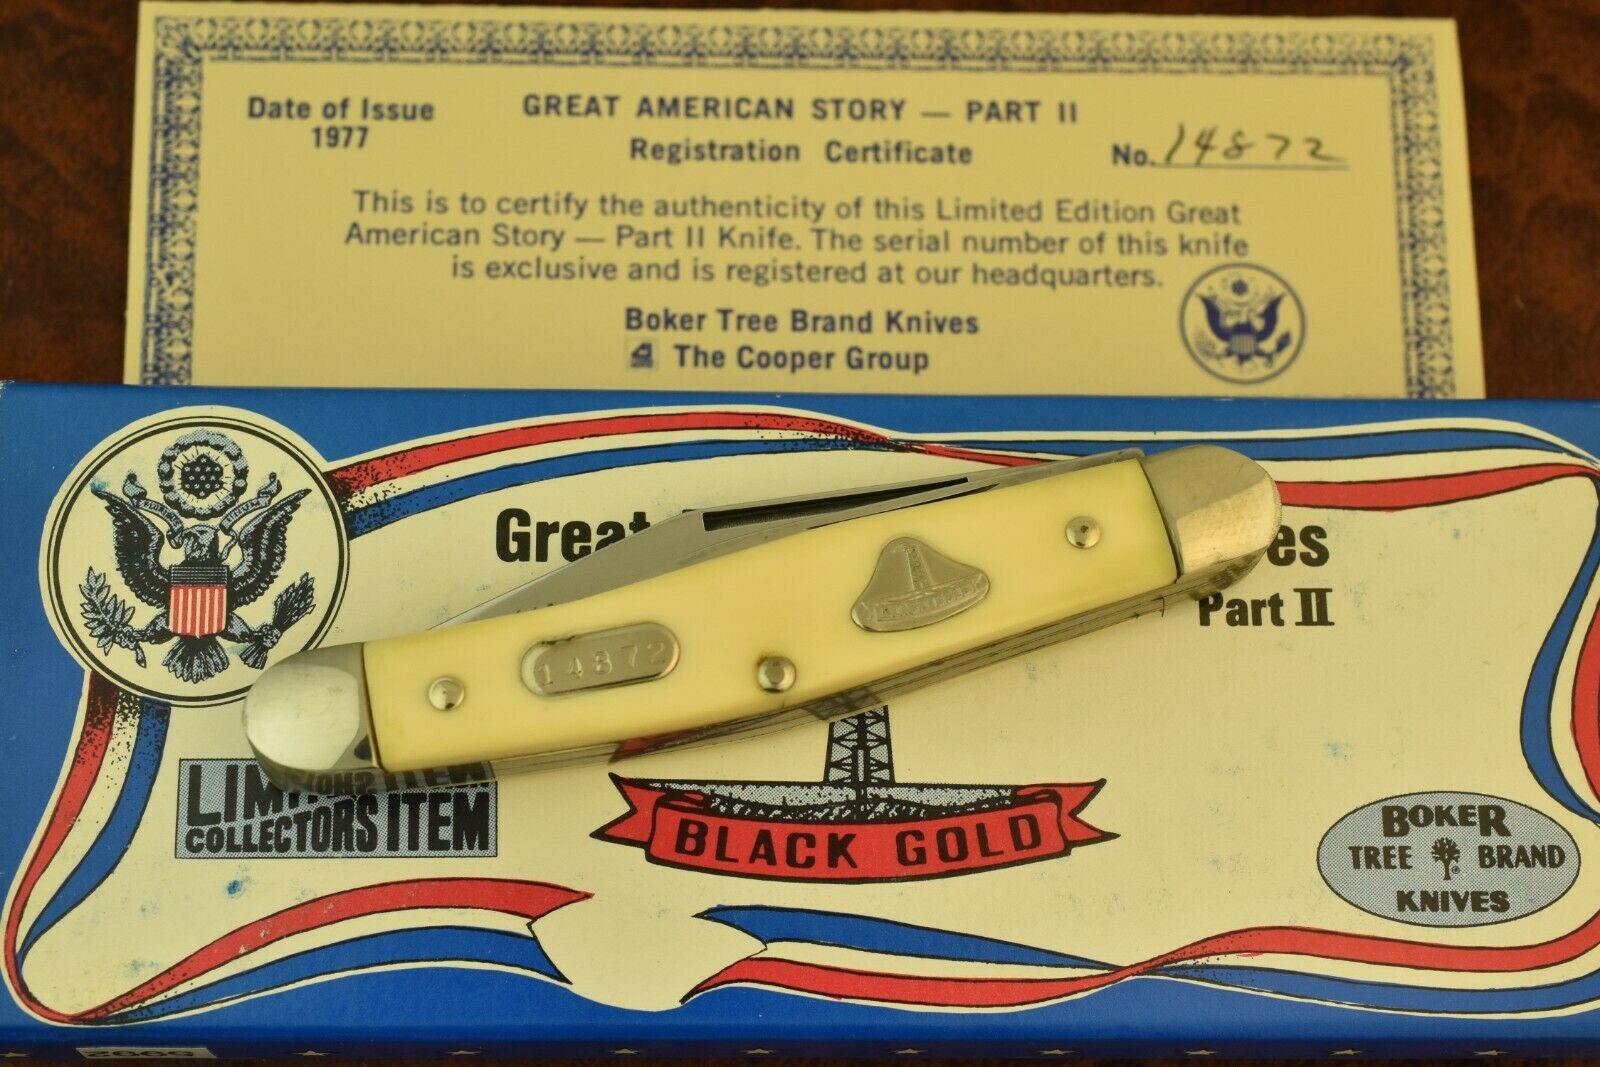 Date of Issue
1977
GREAT AMERICAN STORY — PART II
Registration Certificate
No. 14872
This is to certify the authenticity of this Limited Edition Great
American Story — Part II Knife. The serial number of this knife
is exclusive and is registered at our headquarters.
Boker Tree Brand Knives
The Cooper Group
Great
es
Part II
14872
LIM
COLLECTORS ITEM
BLACK GOLD
BOKER
TREE BRAND
KNIVES